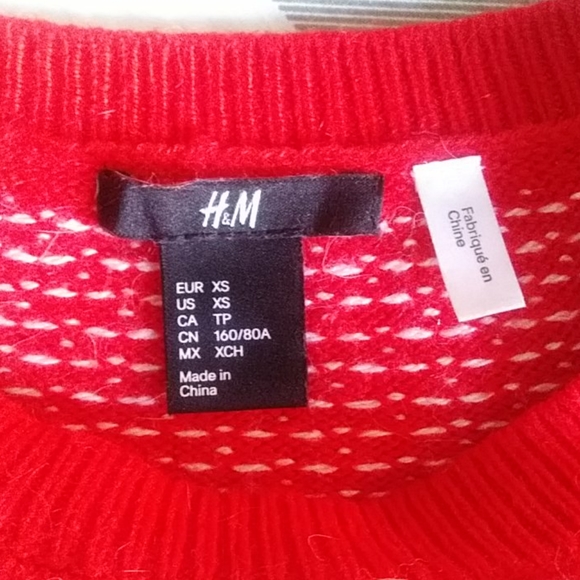 H&M
EUR XS
US XS
CA TP
CN 160/80A
MX XCH
Made in
China
Fabriqué en
Chine